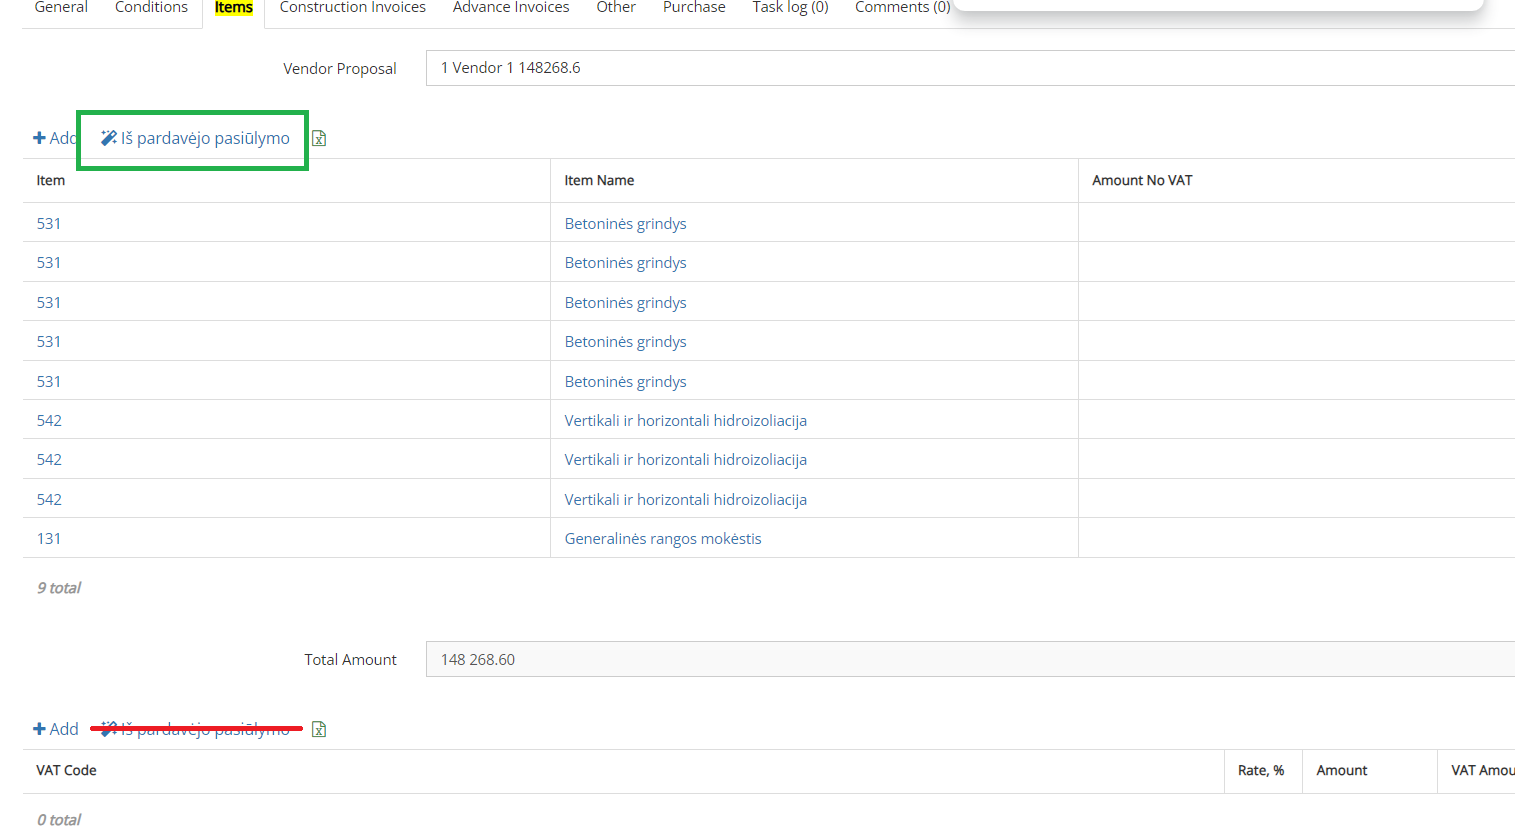 General Conditions Items Construction Invoices Advance Invoices Other Purchase Task log (0) Comments (0)
Vendor Proposal 1 Vendor 1 148268.6
Add Iš pardavėjo pasiūlymo
Item Item Name Amount No VAT
531 Betoninės grindys
531 Betoninės grindys
531 Betoninės grindys
531 Betoninės grindys
531 Betoninės grindys
542 Vertikali ir horizontali hidroizoliacija
542 Vertikali ir horizontali hidroizoliacija
542 Vertikali ir horizontali hidroizoliacija
131 Generalinės rangos mokėstis
9 total
Total Amount 148 268.60
Add Iš pardavėjo pasiūlymo
VAT Code Rate, % Amount VAT Amou
0 total